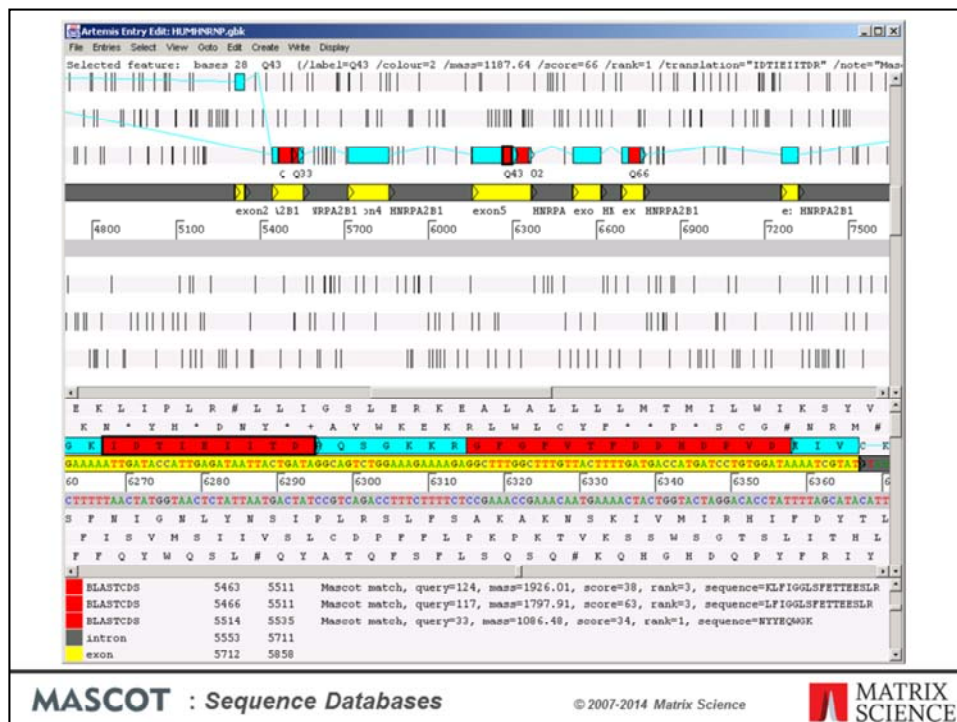 Artemis Entry Edit: HUMHNRNP.gbk
File Entries Select View Goto Edit Create Write Display
Selected feature: bases 28 Q43 (/label=Q43 /colour=2 /mass=1187.64 /score=66 /rank=1 /translation="IDTIEIITDR" /note="Mas
Q33 Q43 Q66
exon2 HNRPA2B1 exon5 HNRPA exo ex HNRPA2B1 HNRPA2B1
4800 5100 5400 5700 6000 6300 6600 6900 7200 7500
E K L I P L R # L L I G S L E R K E A L A L L L L M T M I L W I K S Y V
K N * Y H * D N Y * + A V W K E K R L W L C Y F * * P * S C G # N R M #
G K I D T I E I I T D R Q S G K K R G F G F V T F D D H D P V D K I V C K
GAAAAATTGATACCATTGAGATAATTACTGATAGGCAGTCTGGAAAGAAAAGAGGCTTTGGCTTTGTTACTTTTGATGACCATGATCCTGTGGATAAAATCGTAT
60 6270 6280 6290 6300 6310 6320 6330 6340 6350 6360
CTTTTTAACTATGGTAACTCTATTAATGACTATCCGTCAGACCTTTCTTTTCTCCGAAACCGAAACAATGAAAACTACTGGTACTAGGACACCTATTTTAGCATACATT
S F N I G N L Y N S I P L R S L F S A K A K N S K I V M I R H I F D Y T L
F I S V M S I I V S L C D P F F L P K P K T V K S S W S G T S L I T H L
F F Q Y W Q S L # Q Y A T Q F S F L S Q S Q # K Q H G H D Q P Y F R I Y
BLASTCDS 5463 5511 Mascot match, query=124, mass=1926.01, score=38, rank=3, sequence=KLFIGGLSFETTEESLR
BLASTCDS 5466 5511 Mascot match, query=117, mass=1797.91, score=63, rank=3, sequence=LFIGGLSFETTEESLR
BLASTCDS 5514 5535 Mascot match, query=33, mass=1086.48, score=34, rank=1, sequence=NYYEQWGK
intron 5553 5711
exon 5712 5858
MASCOT : Sequence Databases © 2007-2014 Matrix Science MATRIX SCIENCE